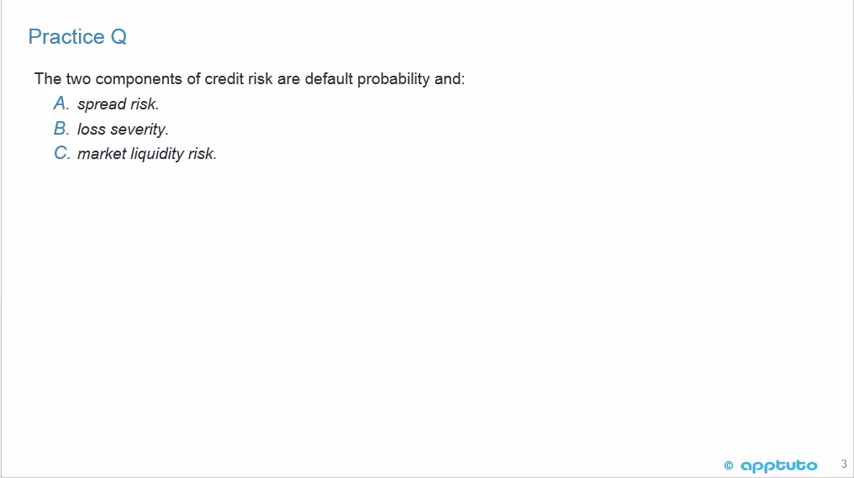 Practice Q
The two components of credit risk are default probability and:
A. spread risk.
B. loss severity.
C. market liquidity risk.
© apptuto 3